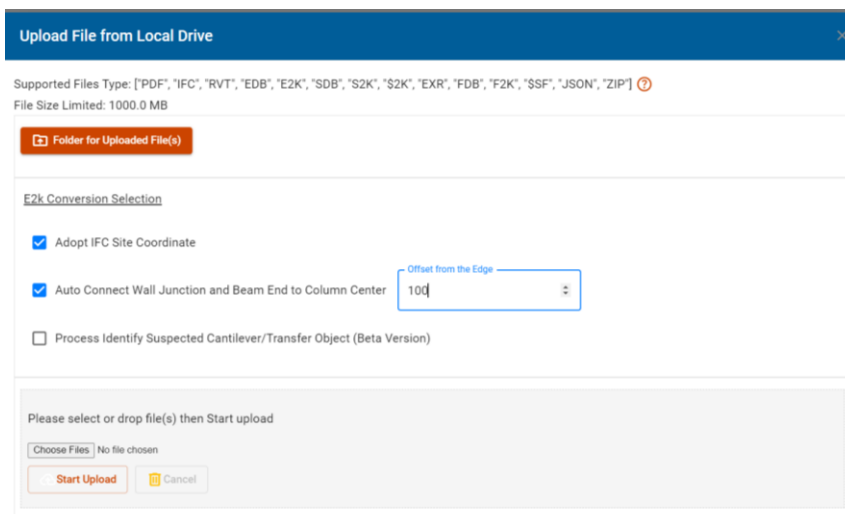 Upload File from Local Drive
Supported Files Type: ["PDF", "IFC", "RVT", "EDB", "E2K", "SDB", "S2K", "$2K", "EXR", "FDB", "F2K", "$SF", "JSON", "ZIP"] ?
File Size Limited: 1000.0 MB
Folder for Uploaded File(s)
E2k Conversion Selection
Adopt IFC Site Coordinate
Offset from the Edge
Auto Connect Wall Junction and Beam End to Column Center 100
Process Identify Suspected Cantilever/Transfer Object (Beta Version)
Please select or drop file(s) then Start upload
Choose Files No file chosen
Start Upload Cancel